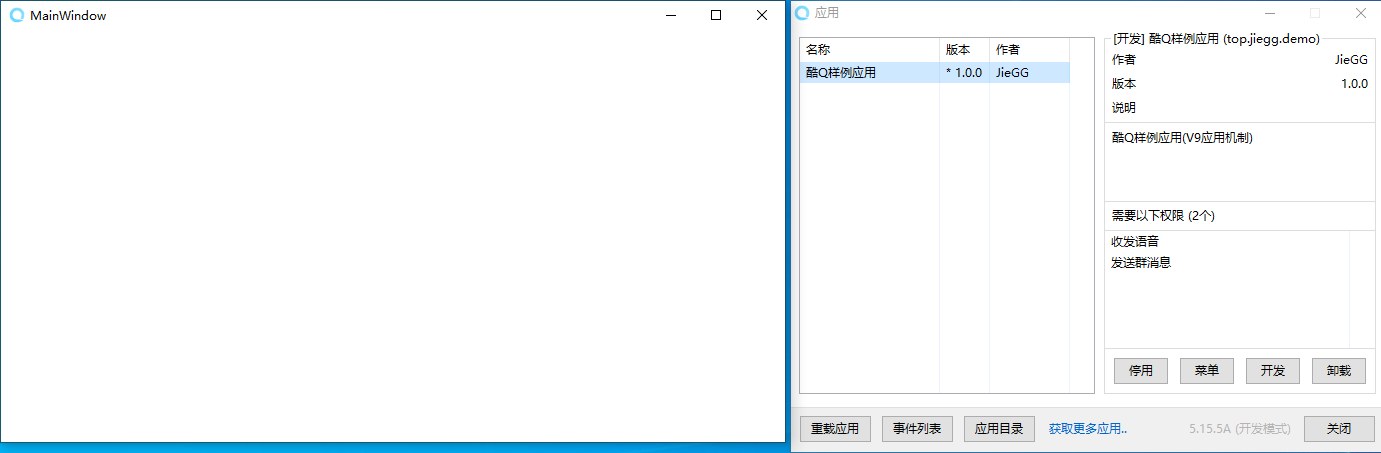 MainWindow
应用
名称 版本 作者
酷Q样例应用 * 1.0.0 JieGG
[开发] 酷Q样例应用 (top.jiegg.demo)
作者 JieGG
版本 1.0.0
说明
酷Q样例应用(V9应用机制)
需要以下权限 (2个)
收发语音
发送群消息
停用 菜单 开发 卸载
重载应用 事件列表 应用目录 获取更多应用.. 5.15.5A (开发模式) 关闭